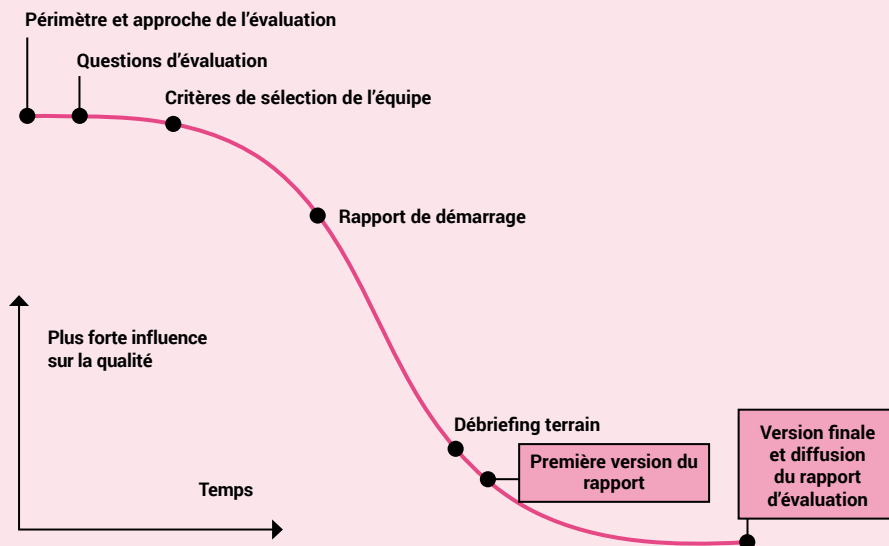 Périmètre et approche de l’évaluation
Questions d’évaluation
Critères de sélection de l’équipe
Rapport de démarrage
Plus forte influence
sur la qualité
Débriefing terrain
Première version du
rapport
Version finale
et diffusion
du rapport
d’évaluation
Temps